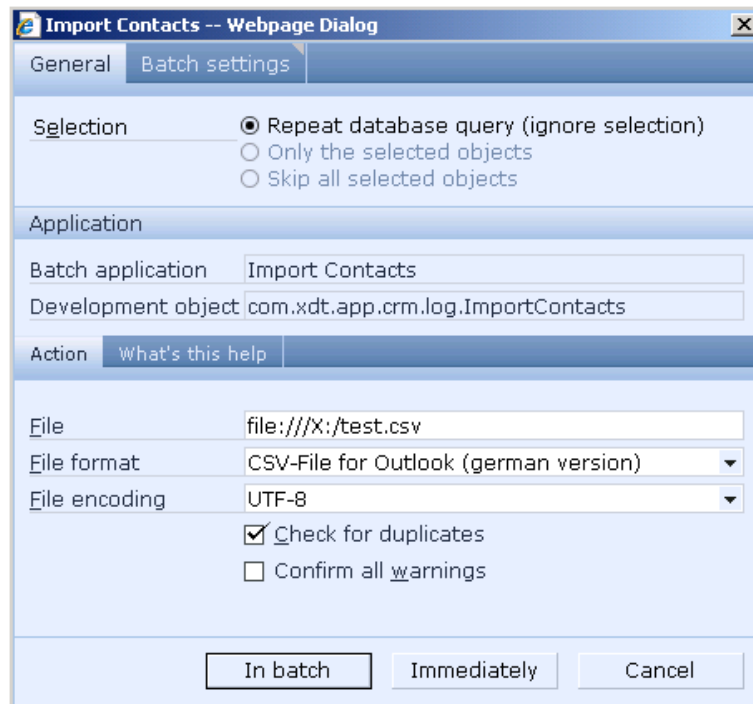 Import Contacts -- Webpage Dialog
General Batch settings
Selection Repeat database query (ignore selection)
Only the selected objects
Skip all selected objects
Application
Batch application Import Contacts
Development object com.xdt.app.crm.log.ImportContacts
Action What's this help
File file:///X:/test.csv
File format CSV-File for Outlook (german version)
File encoding UTF-8
Check for duplicates
Confirm all warnings
In batch Immediately Cancel